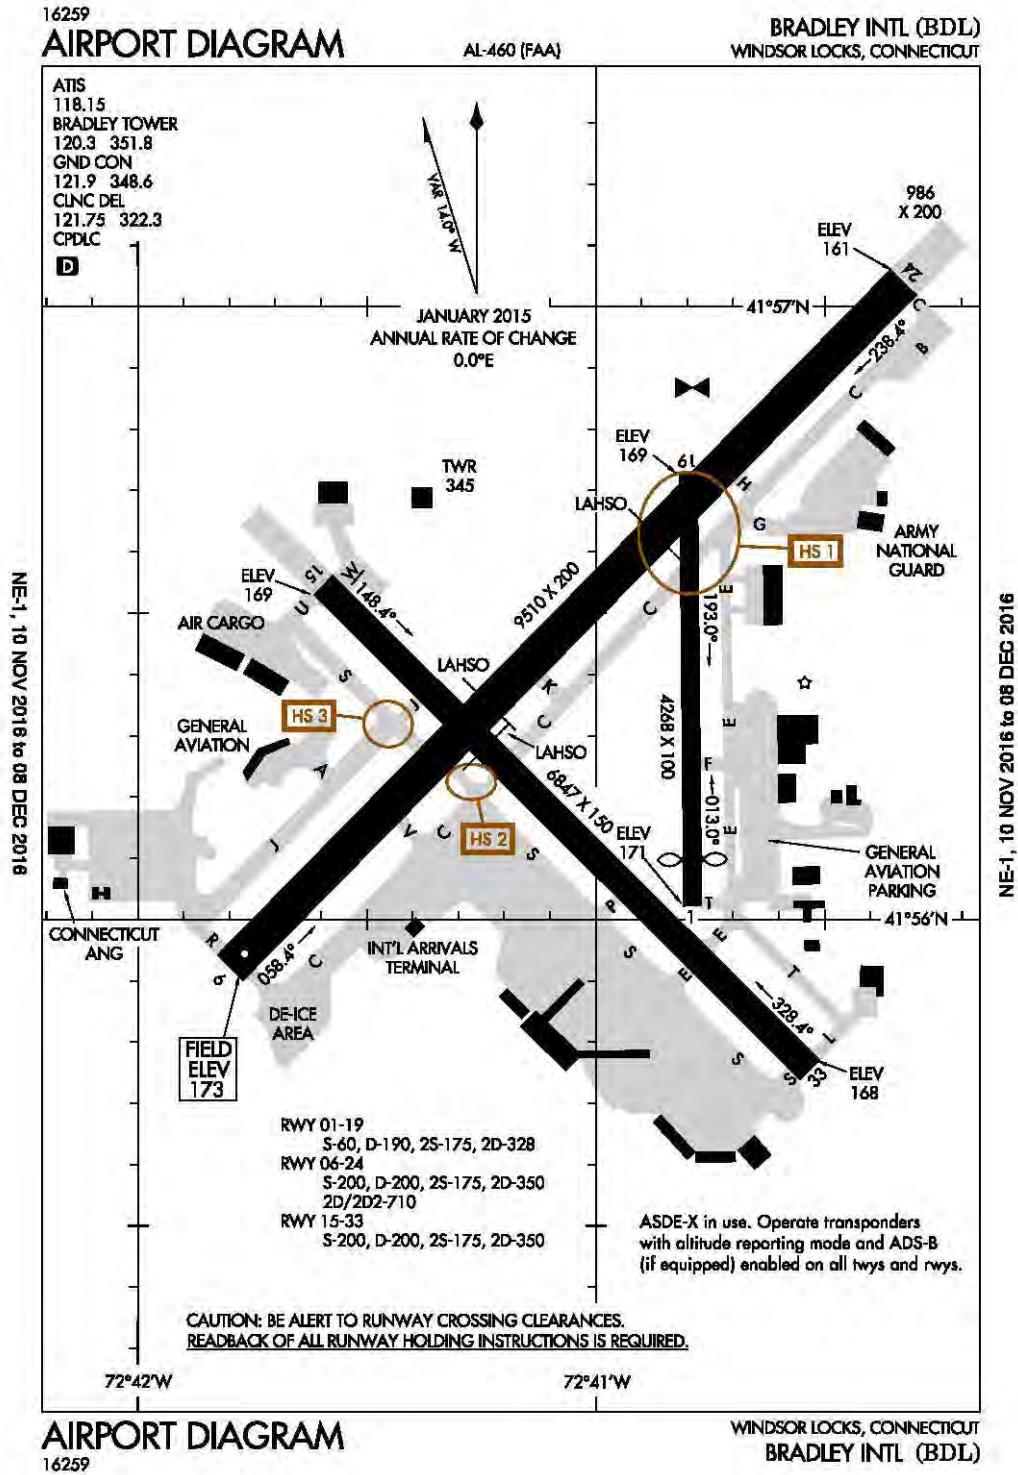 16259
AIRPORT DIAGRAM
AL-460 (FAA)
BRADLEY INTL (BDL)
WINDSOR LOCKS, CONNECTICUT
ATIS
118.15
BRADLEY TOWER
120.3 351.8
GND CON
121.9 348.6
CLNC DEL
121.75 322.3
CPDLC
D
VAR 14.0° W
JANUARY 2015
ANNUAL RATE OF CHANGE
0.0°E
986
X 200
ELEV
161
24
41°57'N
C
B
238.4°
C
ELEV
169
19
H
LAHSO
G
HS 1
ARMY
NATIONAL
GUARD
TWR
345
15
W
ELEV
169
148.4°
U
AIR CARGO
9510 X 200
C
193.0°
E
LAHSO
K
S
C
HS 3
J
GENERAL
AVIATION
LAHSO
4268 X 100
E
A
F
6847 X 150
013.0°
E
V
C
HS 2
J
S
ELEV
171
GENERAL
AVIATION
PARKING
P
T
41°56'N
CONNECTICUT
ANG
R
6
058.4°
C
INT'L ARRIVALS
TERMINAL
S
E
E
T
DE-ICE
AREA
328.4°
L
FIELD
ELEV
173
S
S
33
ELEV
168
RWY 01-19
S-60, D-190, 2S-175, 2D-328
RWY 06-24
S-200, D-200, 2S-175, 2D-350
2D/2D2-710
RWY 15-33
S-200, D-200, 2S-175, 2D-350
ASDE-X in use. Operate transponders
with altitude reporting mode and ADS-B
(if equipped) enabled on all twys and rwys.
CAUTION: BE ALERT TO RUNWAY CROSSING CLEARANCES.
READBACK OF ALL RUNWAY HOLDING INSTRUCTIONS IS REQUIRED.
72°42'W
72°41'W
NE-1, 10 NOV 2016 to 08 DEC 2016
NE-1, 10 NOV 2016 to 08 DEC 2016
AIRPORT DIAGRAM
16259
WINDSOR LOCKS, CONNECTICUT
BRADLEY INTL (BDL)